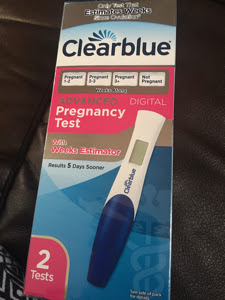 Only Test That
Estimates Weeks
Since Ovulation*
Clearblue®
Pregnant
1-2
Pregnant
2-3
Pregnant
3+
Not
Pregnant
Weeks Along
ADVANCED DIGITAL
Pregnancy
Test
With
Weeks Estimator
Results 5 Days Sooner
Clearblue
2
Tests